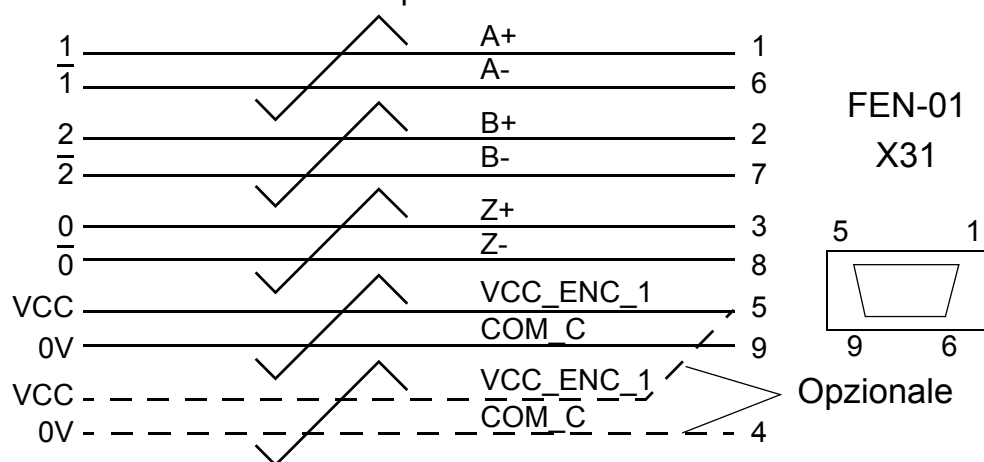 1 A+ 1
1̅ A- 6
2 B+ 2
2̅ B- 7
0 Z+ 3
0̅ Z- 8
VCC VCC_ENC_1 5
0V COM_C 9
VCC VCC_ENC_1
0V COM_C 4
FEN-01
X31
5 1
9 6
Opzionale